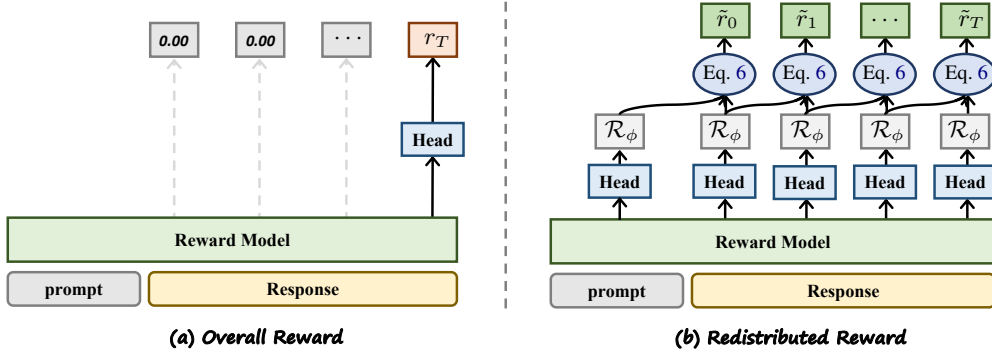 0.00 0.00 ··· r_T
Head
Reward Model
prompt Response
(a) Overall Reward
r̃_0 r̃_1 ··· r̃_T
Eq. 6 Eq. 6 Eq. 6 Eq. 6
ℛ_ϕ ℛ_ϕ ℛ_ϕ ℛ_ϕ ℛ_ϕ
Head Head Head Head Head
Reward Model
prompt Response
(b) Redistributed Reward